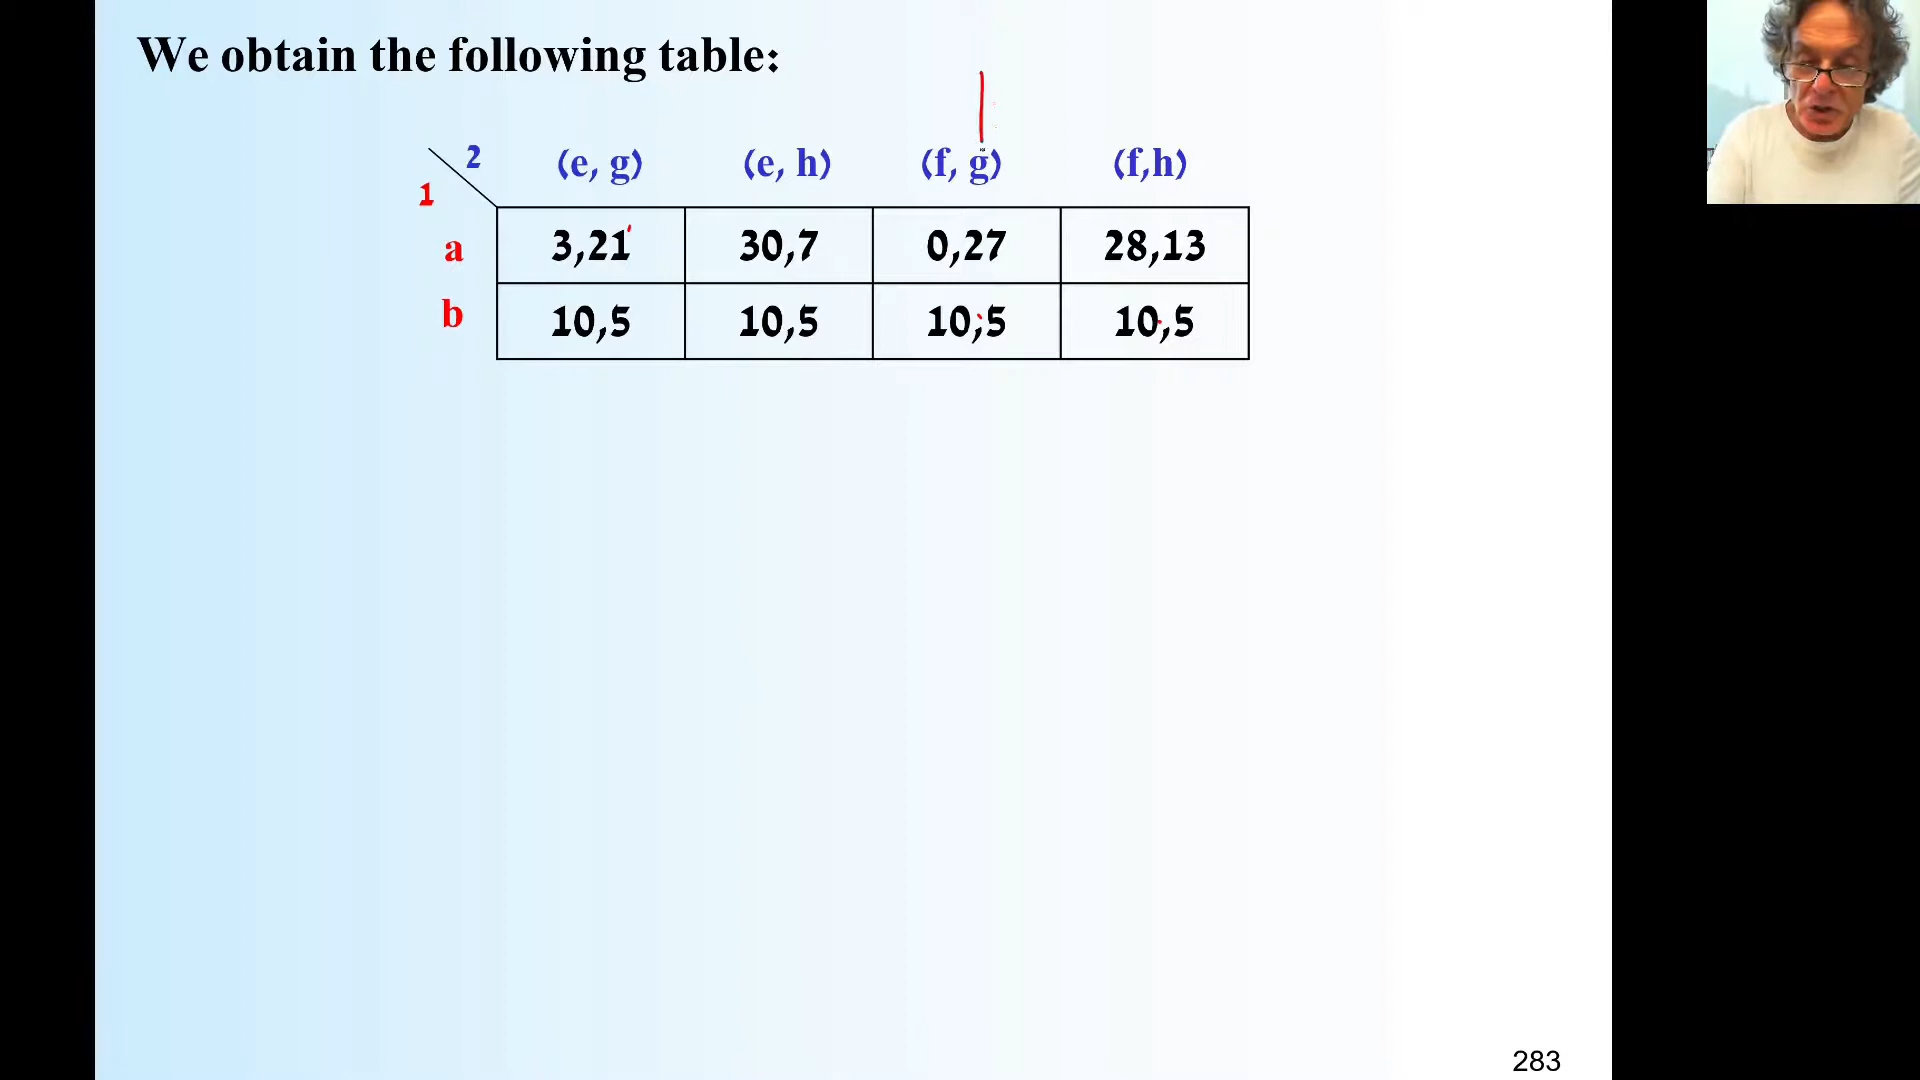 We obtain the following table:
2 (e, g) (e, h) (f, g) (f,h)
1
a 3,21 30,7 0,27 28,13
b 10,5 10,5 10,5 10,5
283